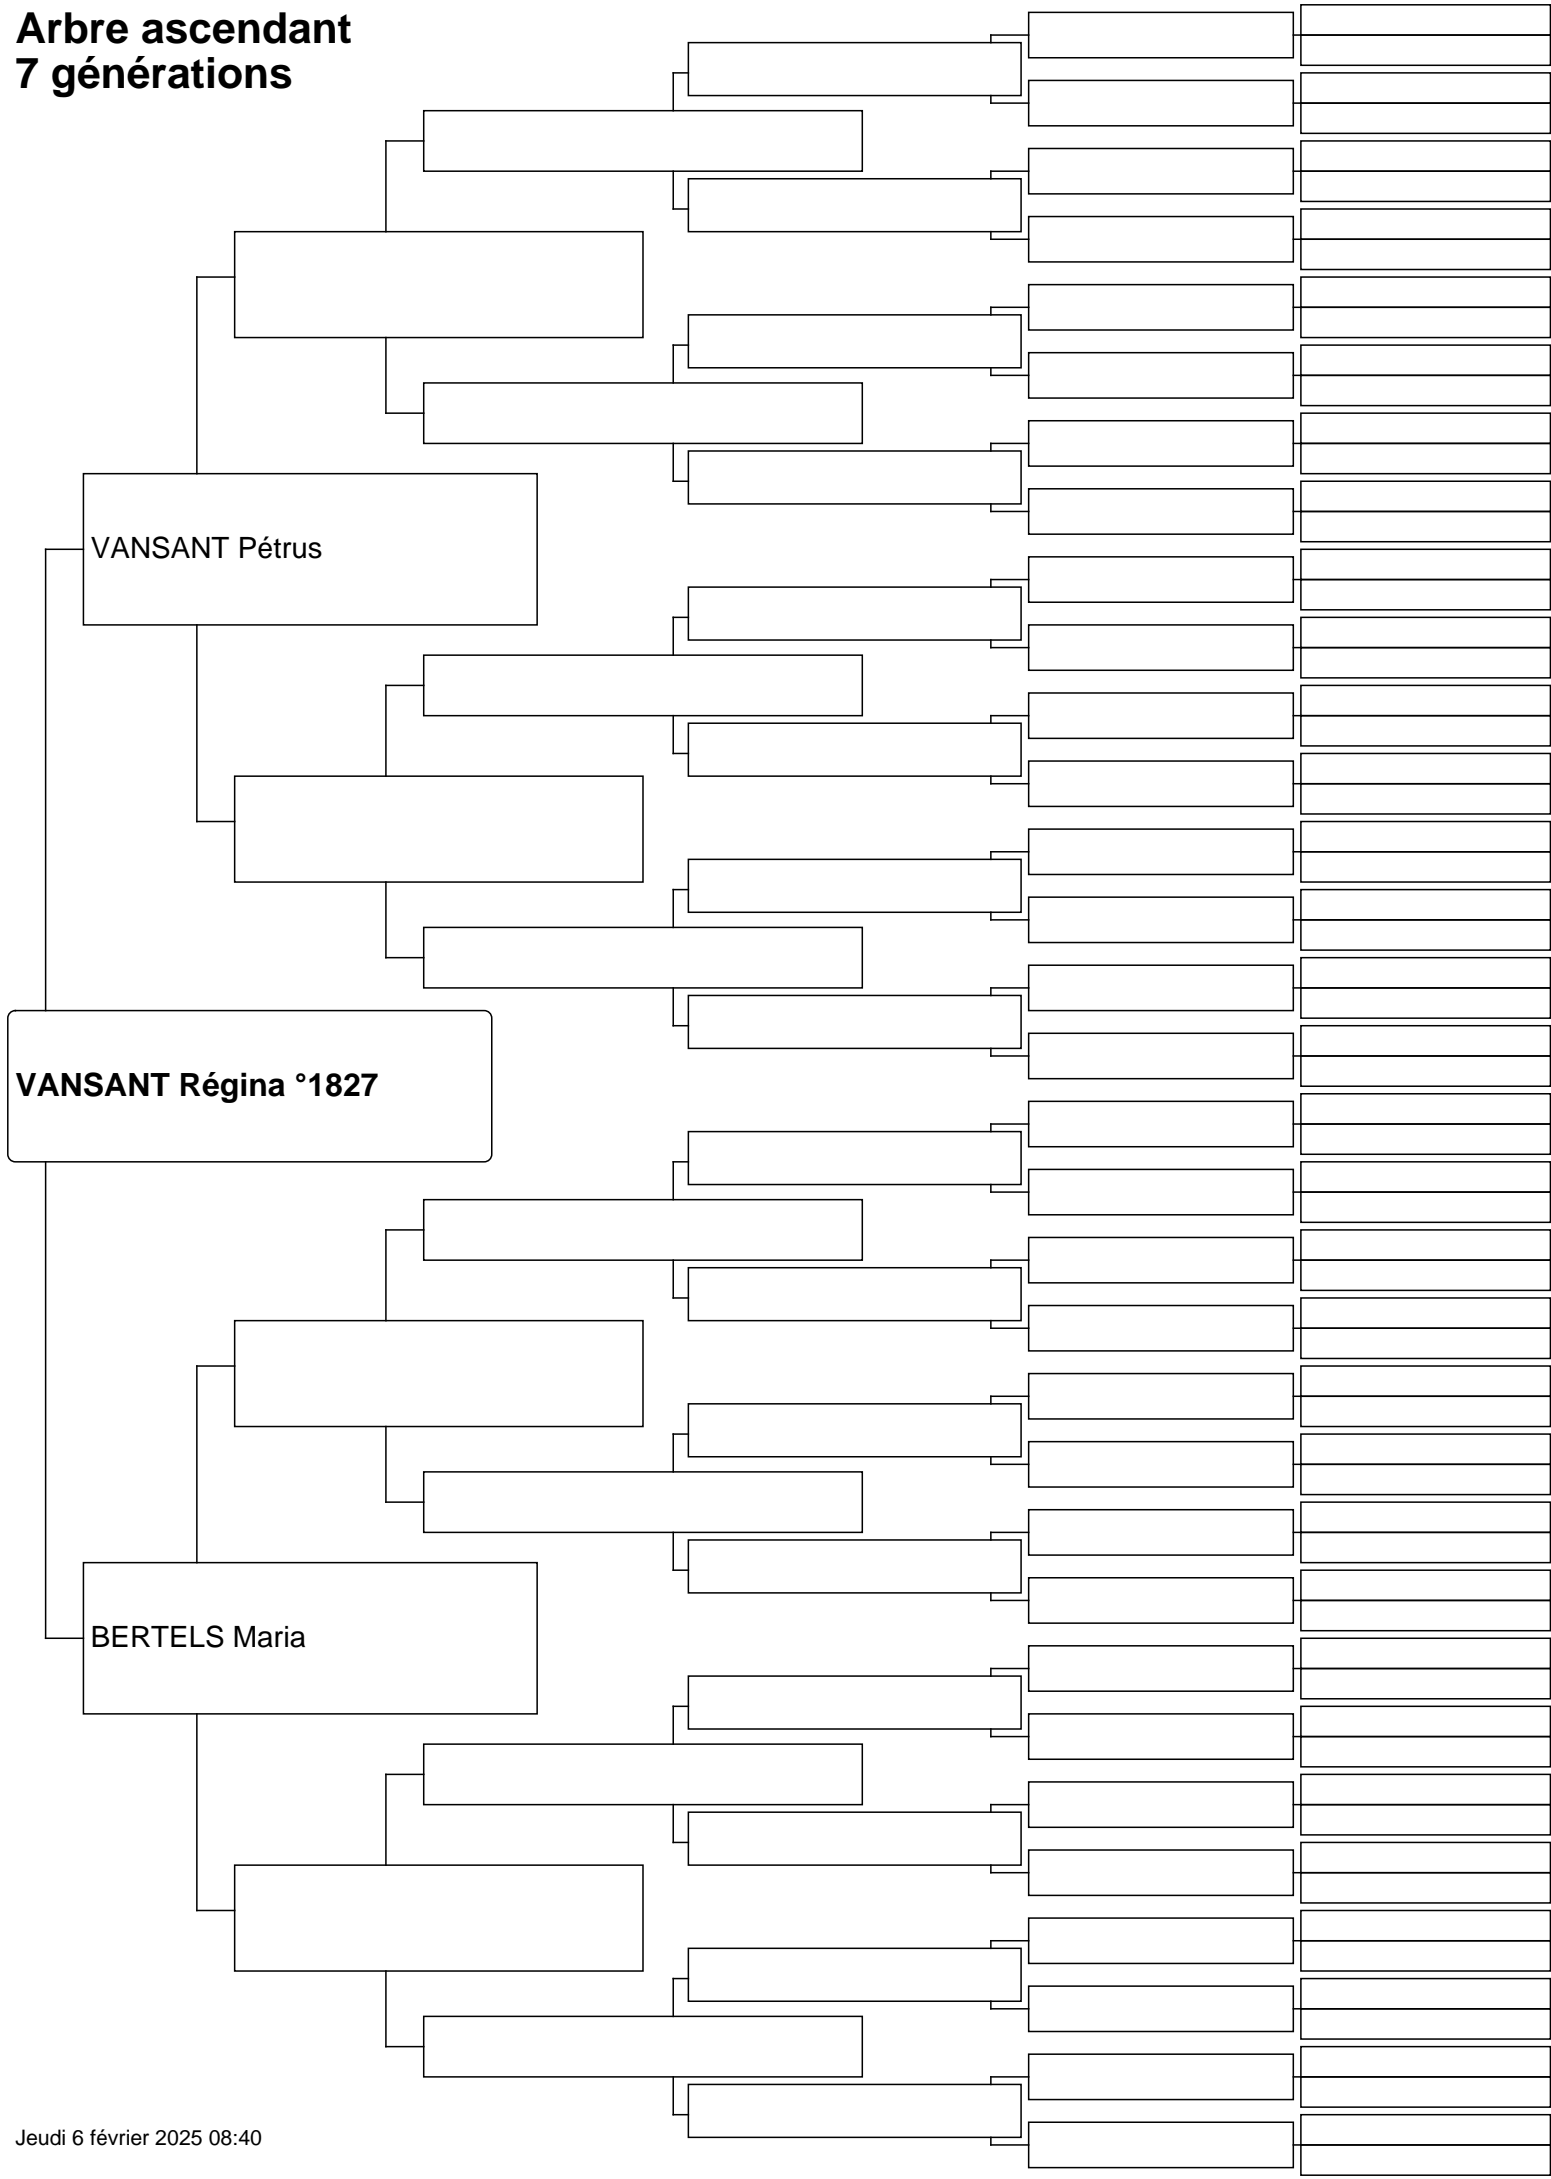 Arbre ascendant
7 générations
VANSANT Pétrus
VANSANT Régina °1827
BERTELS Maria
Jeudi 6 février 2025 08:40